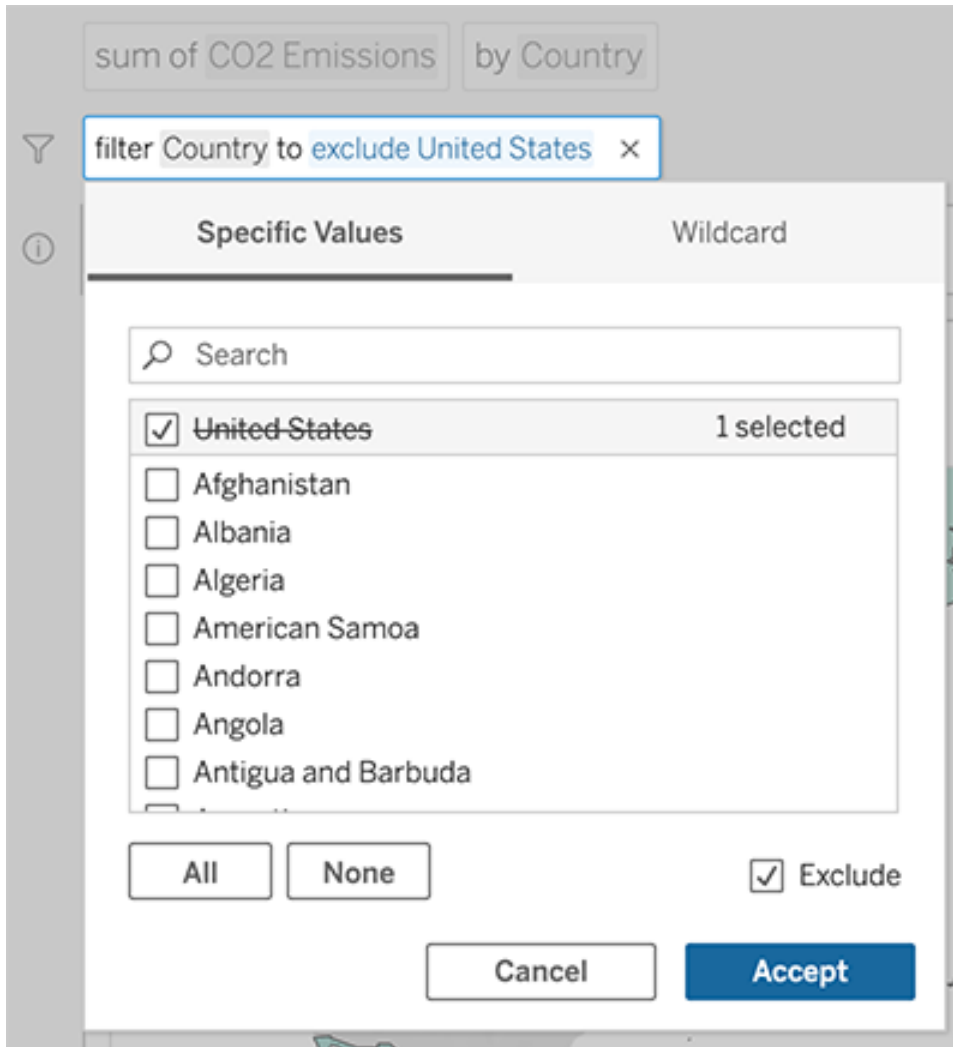 sum of CO2 Emissions by Country
filter Country to exclude United States ×
Specific Values Wildcard
Search
United States 1 selected
Afghanistan
Albania
Algeria
American Samoa
Andorra
Angola
Antigua and Barbuda
All None Exclude
Cancel Accept